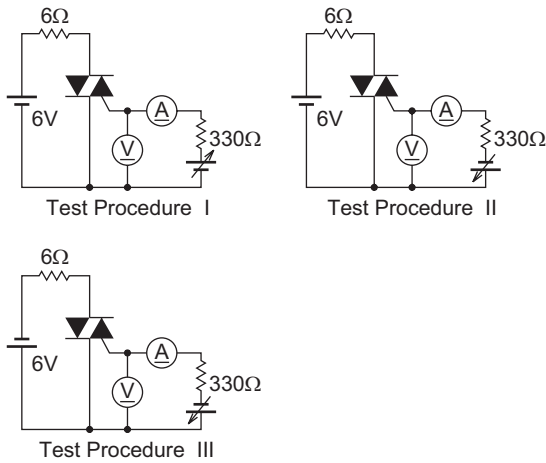 6Ω
6V
A
V
330Ω
Test Procedure I
6Ω
6V
A
V
330Ω
Test Procedure II
6Ω
6V
A
V
330Ω
Test Procedure III